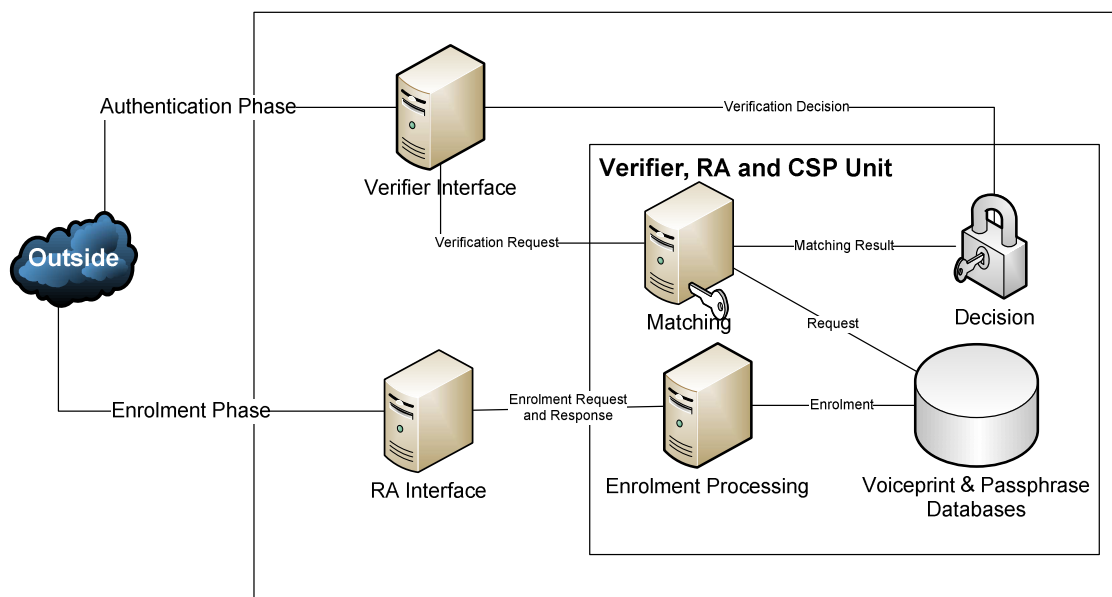 Authentication Phase
Verification Decision
Verifier, RA and CSP Unit
Verifier Interface
Verification Request
Matching Result
Outside
Matching
Request
Decision
Enrolment Phase
Enrolment Request
and Response
Enrolment
RA Interface
Enrolment Processing
Voiceprint & Passphrase
Databases